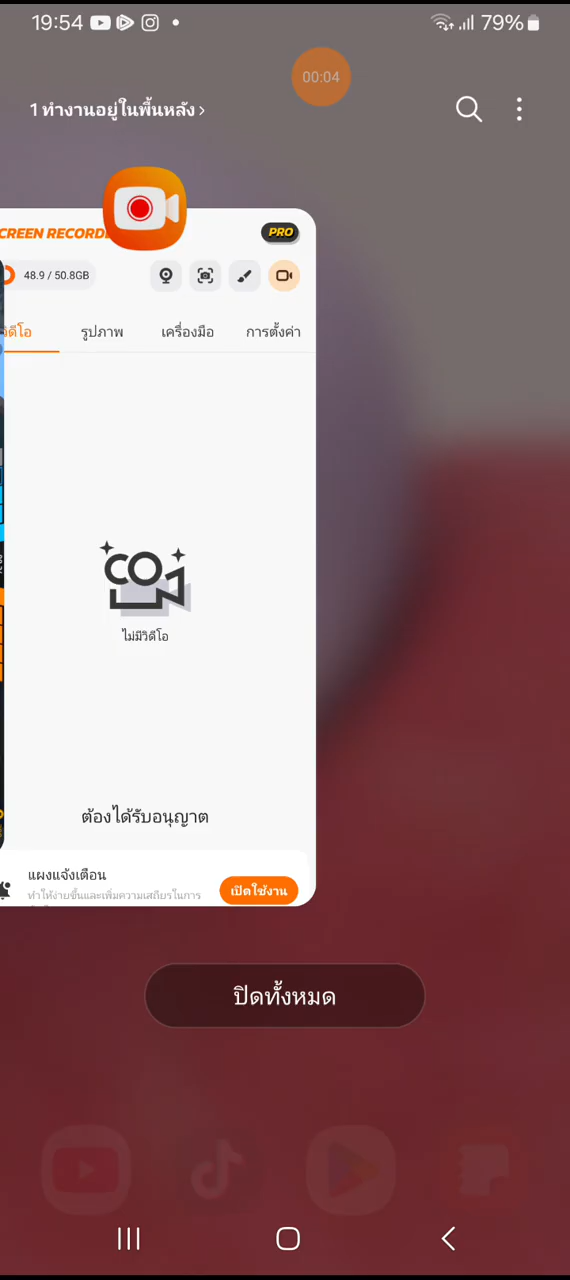 19:54
79%
00:04
1 ทำงานอยู่ในพื้นหลัง ›
CREEN RECORD
PRO
48.9 / 50.8GB
วิดีโอ
รูปภาพ
เครื่องมือ
การตั้งค่า
ไม่มีวิดีโอ
ต้องได้รับอนุญาต
แผงแจ้งเตือน
ทำให้ง่ายขึ้นและเพิ่มความเสถียรในการ
เปิดใช้งาน
ปิดทั้งหมด